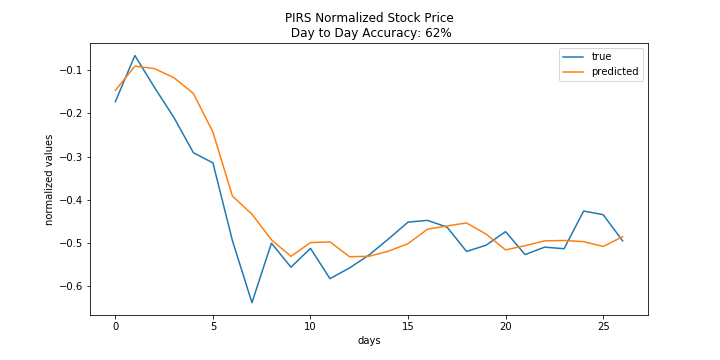 PIRS Normalized Stock Price
Day to Day Accuracy: 62%
true
predicted
normalized values
−0.1
−0.2
−0.3
−0.4
−0.5
−0.6
0
5
10
15
20
25
days